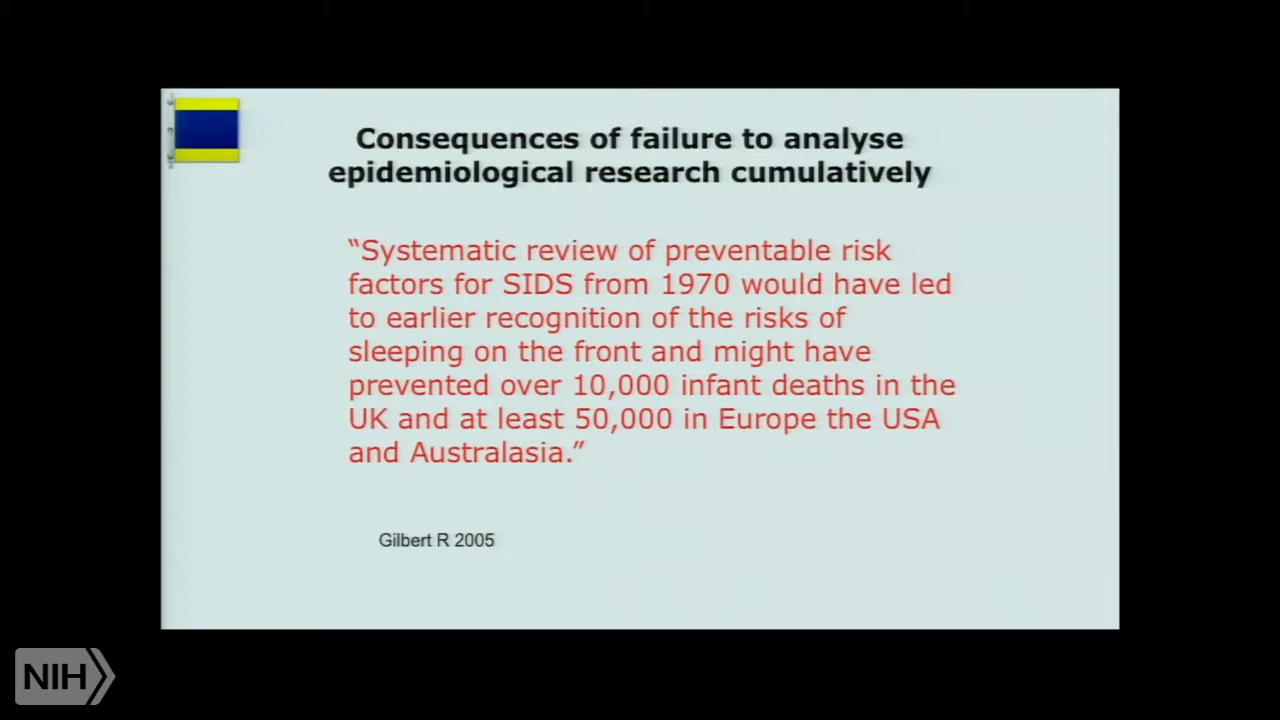 Consequences of failure to analyse
epidemiological research cumulatively
“Systematic review of preventable risk
factors for SIDS from 1970 would have led
to earlier recognition of the risks of
sleeping on the front and might have
prevented over 10,000 infant deaths in the
UK and at least 50,000 in Europe the USA
and Australasia.”
Gilbert R 2005
NIH